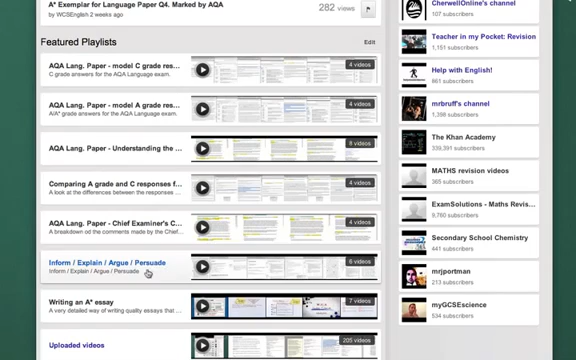 A* Exemplar for Language Paper Q4. Marked by AQA
by WCSEnglish 2 weeks ago
282 views
Featured Playlists
Edit
AQA Lang. Paper - model C grade res...
C grade answers for the AQA Language exam.
4 videos
AQA Lang. Paper - model A grade res...
A/A* grade answers for the AQA Language exam.
4 videos
AQA Lang. Paper - Understanding the ...
8 videos
Comparing A grade and C responses f...
A look at the differences between the respons...
4 videos
AQA Lang. Paper - Chief Examiner's C...
A breakdown od the comments made by the Ch...
4 videos
Inform / Explain / Argue / Persuade
Inform / Explain / Argue / Persuade
6 videos
Writing an A* essay
A very detailed way of writing quality essays that ...
7 videos
Uploaded videos
205 videos
CherwellOnline's channel
107 subscribers
Teacher in my Pocket: Revision
1,151 subscribers
Help with English!
861 subscribers
mrbruff's channel
1,398 subscribers
The Khan Academy
339,391 subscribers
MATHS revision videos
365 subscribers
ExamSolutions - Maths Revis...
9,760 subscribers
Secondary School Chemistry
441 subscribers
mrjportman
213 subscribers
myGCSEscience
534 subscribers